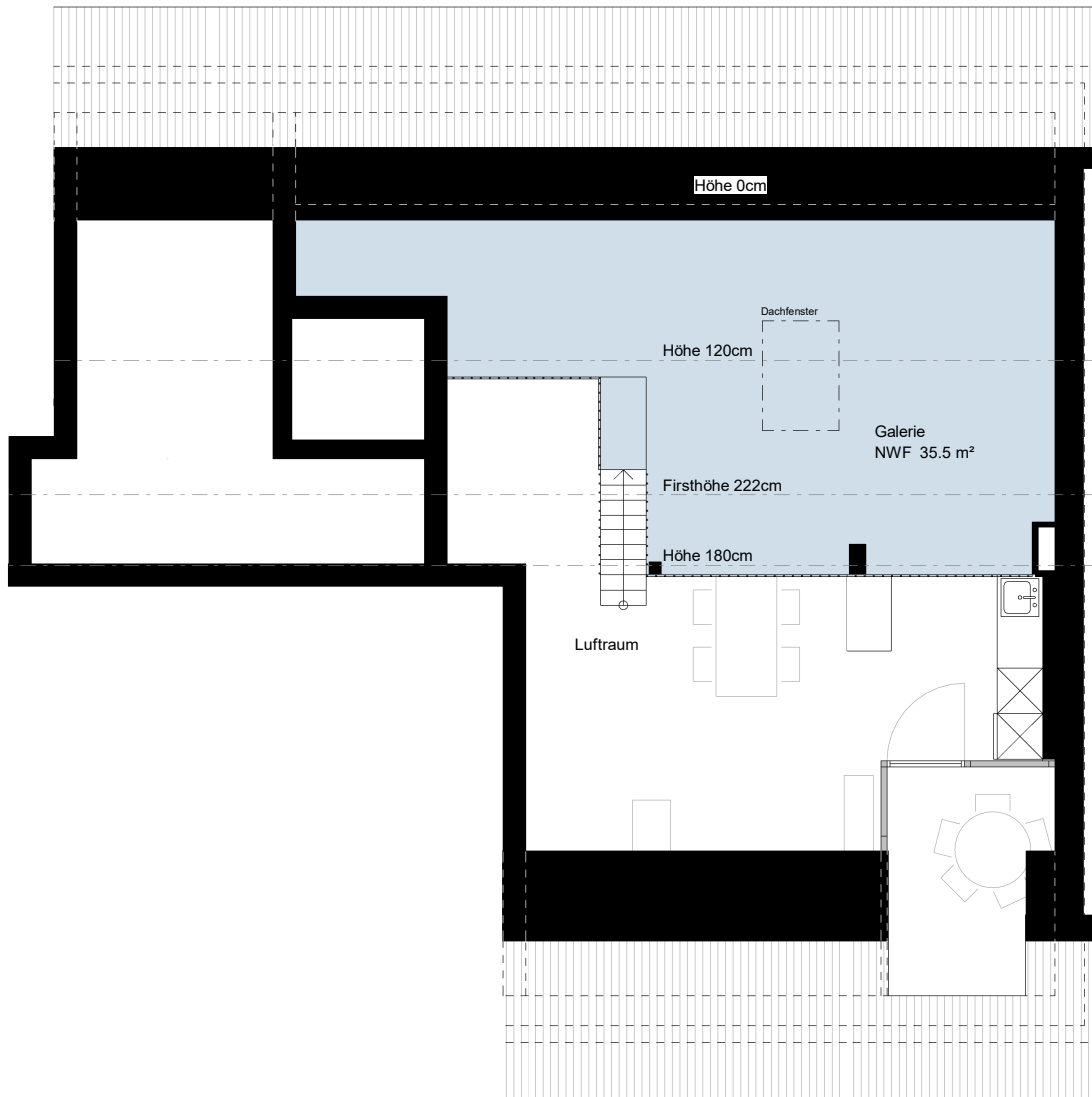 Höhe 0cm
Dachfenster
Höhe 120cm
Galerie
NWF 35.5 m²
Firsthöhe 222cm
Höhe 180cm
Luftraum